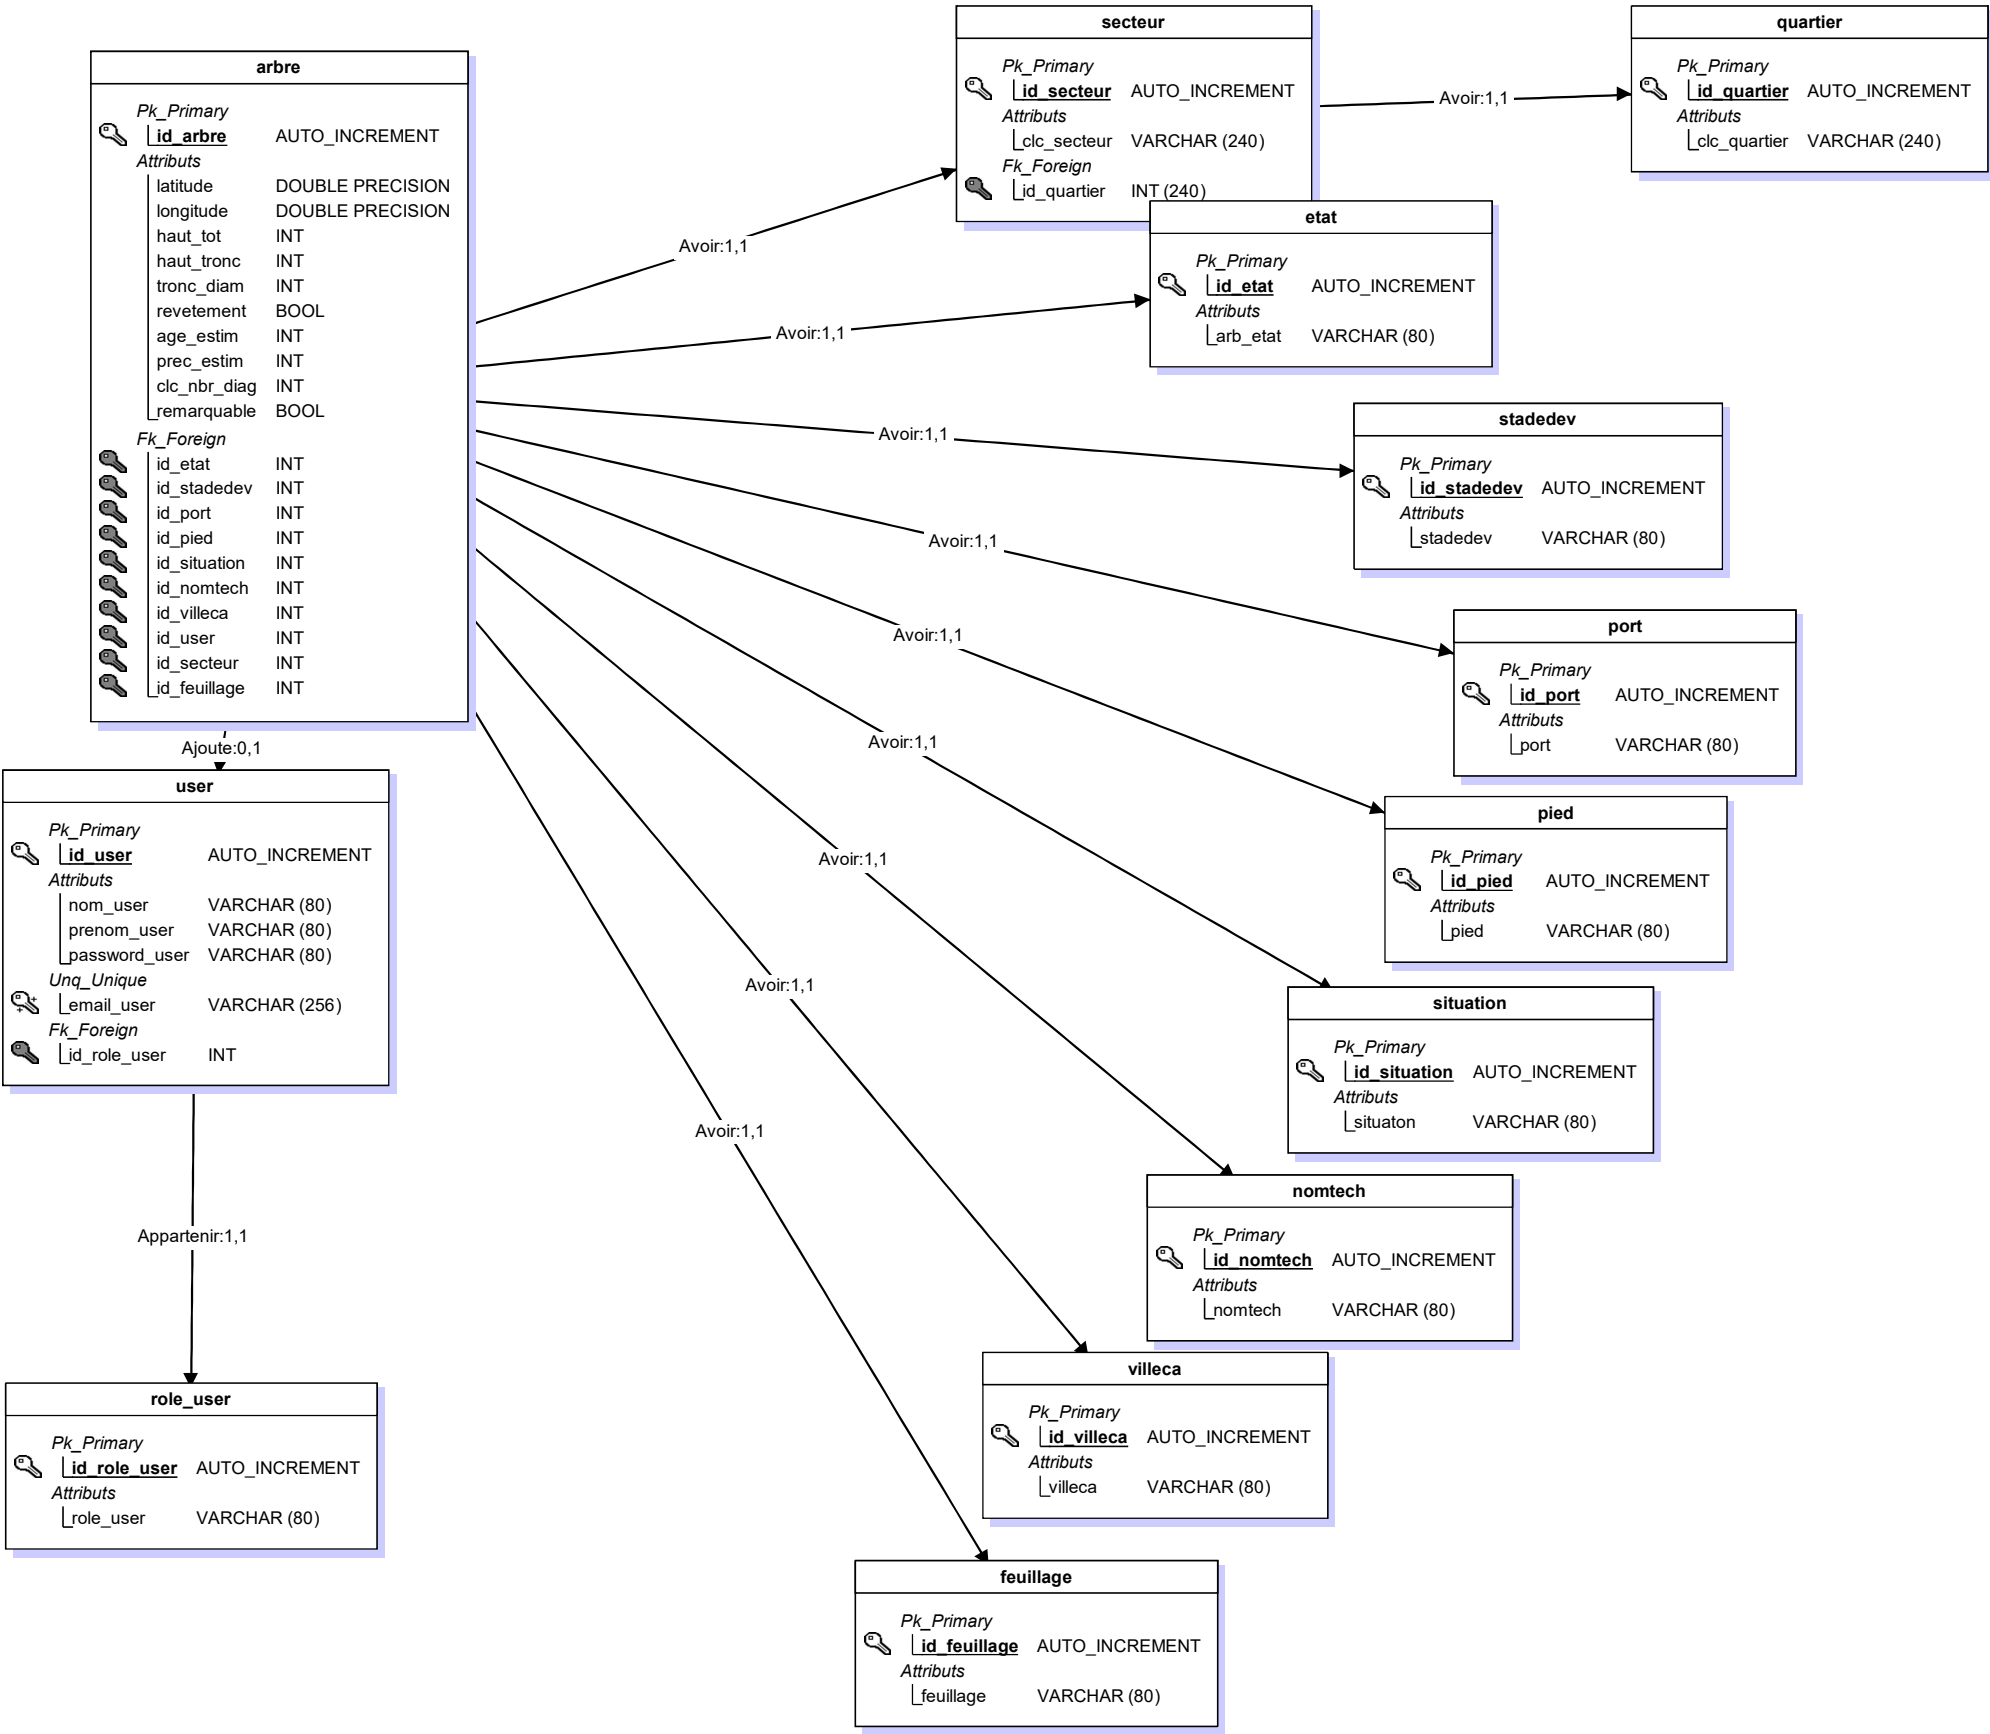 arbre
Pk_Primary
id_arbre AUTO_INCREMENT
Attributs
latitude DOUBLE PRECISION
longitude DOUBLE PRECISION
haut_tot INT
haut_tronc INT
tronc_diam INT
revetement BOOL
age_estim INT
prec_estim INT
clc_nbr_diag INT
remarquable BOOL
Fk_Foreign
id_etat INT
id_stadedev INT
id_port INT
id_pied INT
id_situation INT
id_nomtech INT
id_villeca INT
id_user INT
id_secteur INT
id_feuillage INT
secteur
Pk_Primary
id_secteur AUTO_INCREMENT
Attributs
clc_secteur VARCHAR (240)
Fk_Foreign
id_quartier INT (240)
Avoir:1,1
quartier
Pk_Primary
id_quartier AUTO_INCREMENT
Attributs
clc_quartier VARCHAR (240)
Avoir:1,1
etat
Pk_Primary
id_etat AUTO_INCREMENT
Attributs
arb_etat VARCHAR (80)
Avoir:1,1
stadedev
Pk_Primary
id_stadedev AUTO_INCREMENT
Attributs
stadedev VARCHAR (80)
Avoir:1,1
port
Pk_Primary
id_port AUTO_INCREMENT
Attributs
port VARCHAR (80)
Avoir:1,1
pied
Pk_Primary
id_pied AUTO_INCREMENT
Attributs
pied VARCHAR (80)
Avoir:1,1
situation
Pk_Primary
id_situation AUTO_INCREMENT
Attributs
situaton VARCHAR (80)
Avoir:1,1
nomtech
Pk_Primary
id_nomtech AUTO_INCREMENT
Attributs
nomtech VARCHAR (80)
Avoir:1,1
villeca
Pk_Primary
id_villeca AUTO_INCREMENT
Attributs
villeca VARCHAR (80)
Avoir:1,1
feuillage
Pk_Primary
id_feuillage AUTO_INCREMENT
Attributs
feuillage VARCHAR (80)
Avoir:1,1
Ajoute:0,1
user
Pk_Primary
id_user AUTO_INCREMENT
Attributs
nom_user VARCHAR (80)
prenom_user VARCHAR (80)
password_user VARCHAR (80)
Unq_Unique
email_user VARCHAR (256)
Fk_Foreign
id_role_user INT
Appartenir:1,1
role_user
Pk_Primary
id_role_user AUTO_INCREMENT
Attributs
role_user VARCHAR (80)